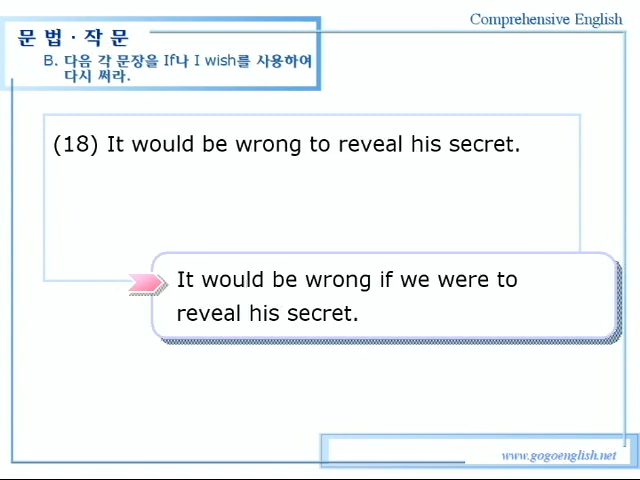 Comprehensive English
문 법 · 작 문
B. 다음 각 문장을 If나 I wish를 사용하여
다시 써라.
(18) It would be wrong to reveal his secret.
It would be wrong if we were to
reveal his secret.
www.gogoenglish.net